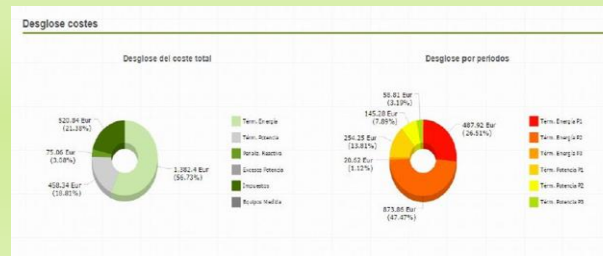 Desglose costes
Desglose del coste total
Desglose por periodos
520.84 Eur
(21.38%)
75.06 Eur
(3.08%)
458.34 Eur
(18.81%)
1.382.4 Eur
(56.73%)
Térm. Energía
Térm. Potencia
Penaliz. Reactiva
Excesos Potencia
Impuestos
Equipos Medida
58.81 Eur
(3.19%)
145.28 Eur
(7.89%)
254.25 Eur
(13.81%)
20.62 Eur
(1.12%)
487.92 Eur
(26.51%)
873.86 Eur
(47.47%)
Térm. Energía P1
Térm. Energía P2
Térm. Energía P3
Térm. Potencia P1
Térm. Potencia P2
Térm. Potencia P3